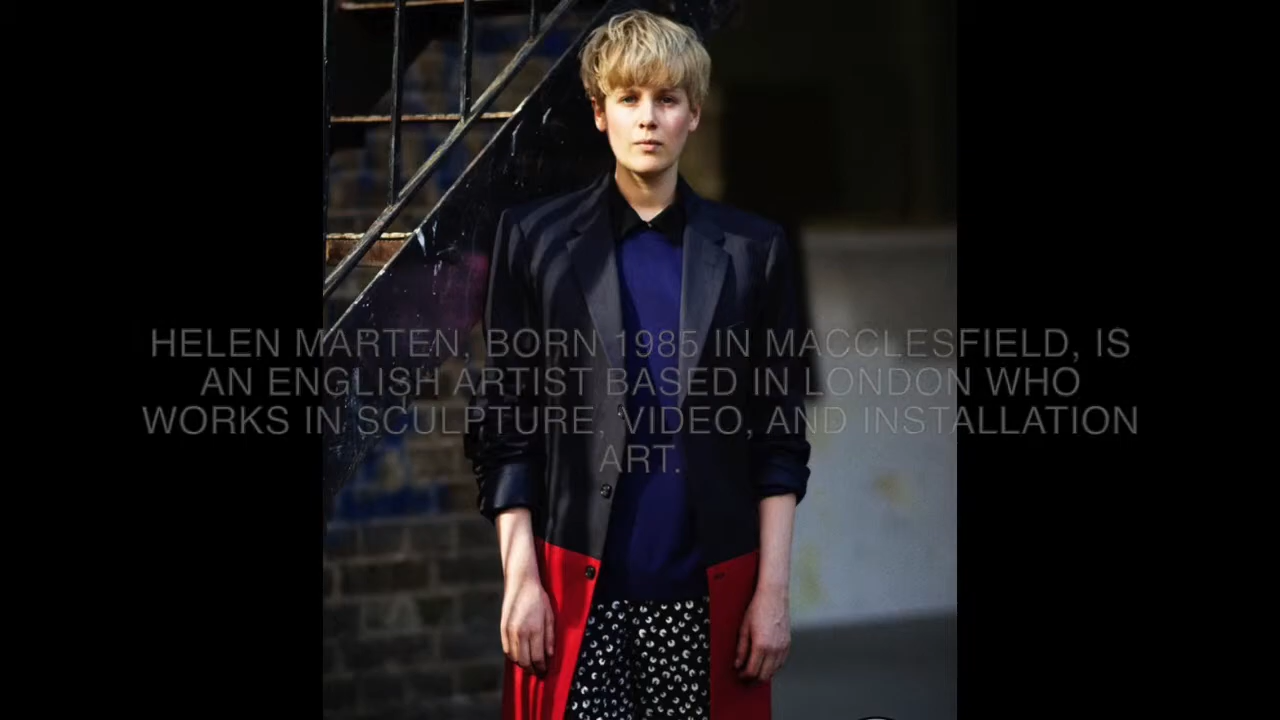 HELEN MARTEN, BORN 1985 IN MACCLESFIELD, IS
AN ENGLISH ARTIST BASED IN LONDON WHO
WORKS IN SCULPTURE, VIDEO, AND INSTALLATION
ART.